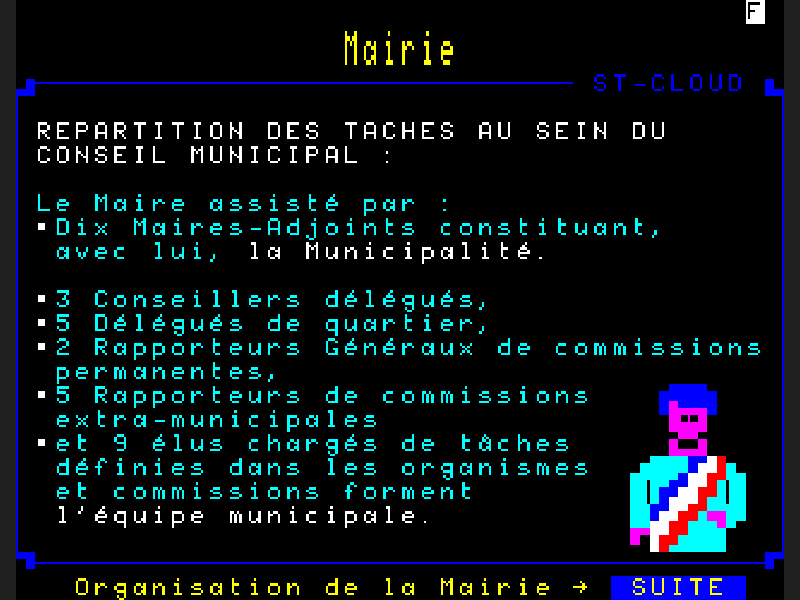 F
Mairie
ST-CLOUD
REPARTITION DES TACHES AU SEIN DU
CONSEIL MUNICIPAL :
Le Maire assisté par :
▪Dix Maires-Adjoints constituant,
avec lui, la Municipalité.
▪3 Conseillers délégués,
▪5 Délégués de quartier,
▪2 Rapporteurs Généraux de commissions
permanentes,
▪5 Rapporteurs de commissions
extra-municipales
▪et 9 élus chargés de tâches
définies dans les organismes
et commissions forment
l'équipe municipale.
Organisation de la Mairie → SUITE